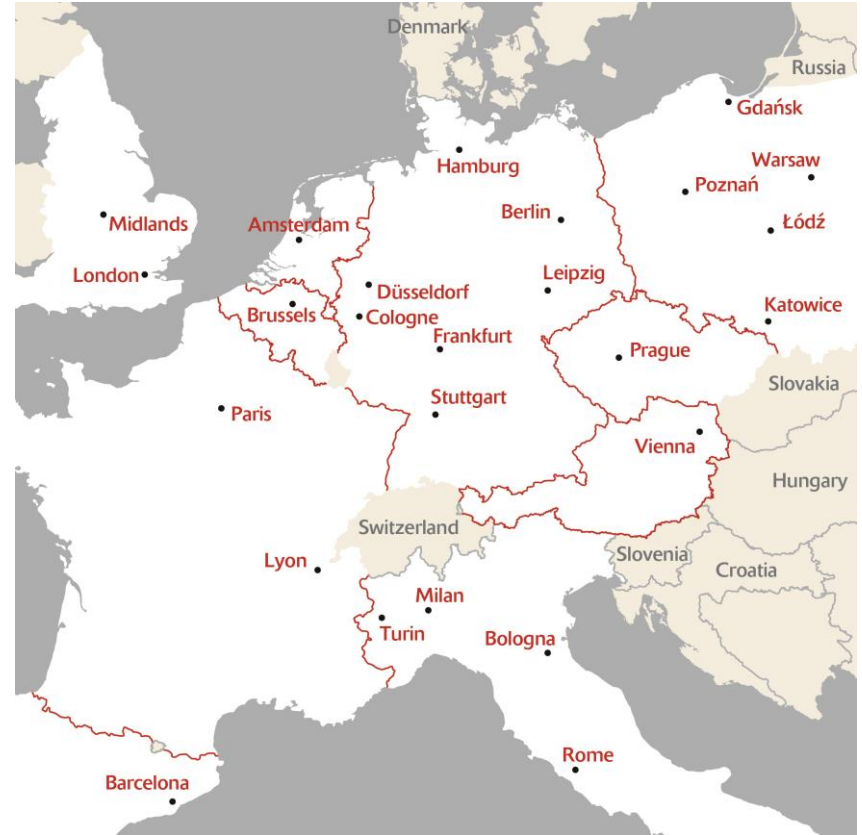 Denmark
Russia
Gdańsk
Hamburg
Warsaw
Poznań
Midlands
Amsterdam
Berlin
Łódź
London
Düsseldorf
Leipzig
Brussels
Cologne
Katowice
Frankfurt
Prague
Slovakia
Paris
Stuttgart
Vienna
Hungary
Switzerland
Slovenia
Lyon
Croatia
Milan
Turin
Bologna
Rome
Barcelona